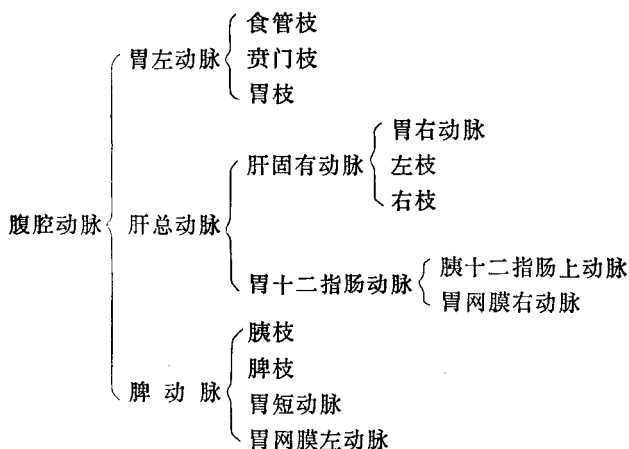 腹腔动脉
胃左动脉
食管枝
贲门枝
胃枝
肝总动脉
肝固有动脉
胃右动脉
左枝
右枝
胃十二指肠动脉
胰十二指肠上动脉
胃网膜右动脉
脾动脉
胰枝
脾枝
胃短动脉
胃网膜左动脉